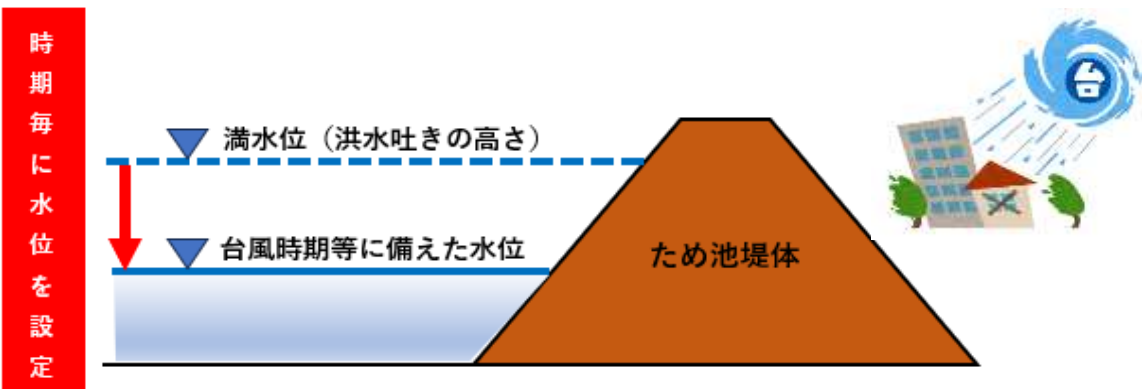 時期毎に水位を設定
満水位（洪水吐きの高さ）
台風時期等に備えた水位
ため池堤体